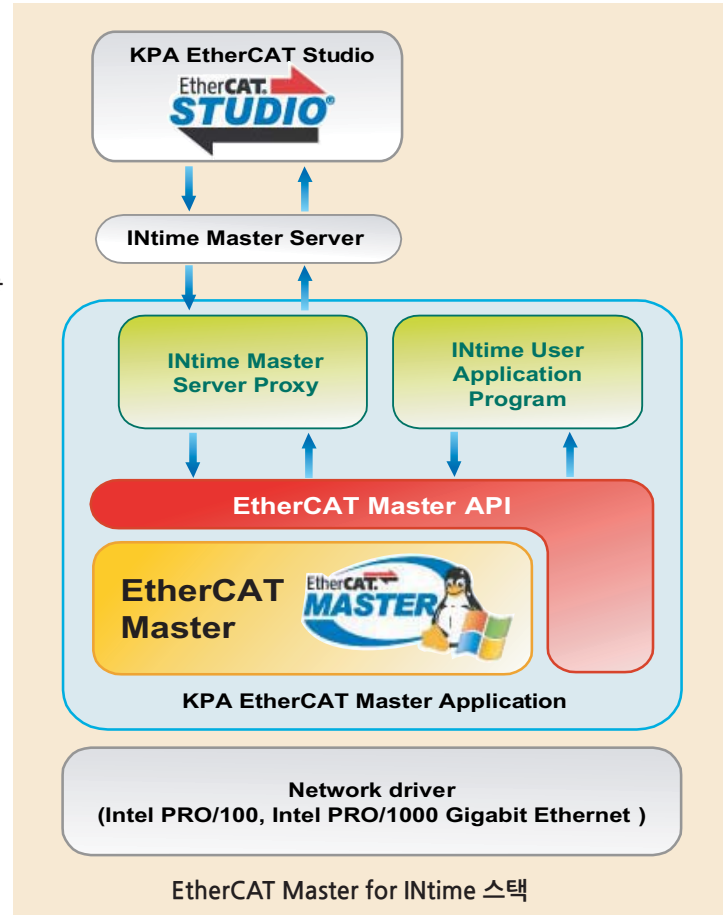 KPA EtherCAT Studio
EtherCAT.
STUDIO®
INtime Master Server
INtime Master
Server Proxy
INtime User
Application
Program
EtherCAT Master API
EtherCAT
Master
EtherCAT.
MASTER
KPA EtherCAT Master Application
Network driver
(Intel PRO/100, Intel PRO/1000 Gigabit Ethernet )
EtherCAT Master for INtime 스택